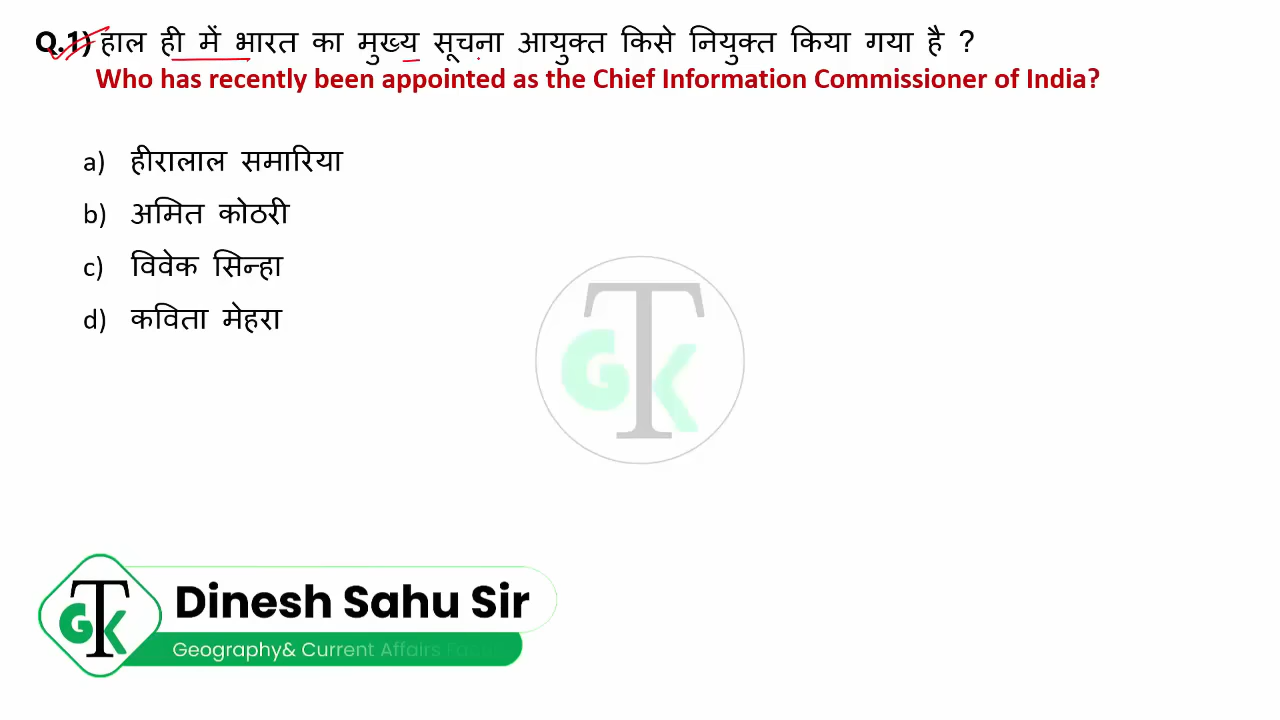 Q.1) हाल ही में भारत का मुख्य सूचना आयुक्त किसे नियुक्त किया गया है ?
Who has recently been appointed as the Chief Information Commissioner of India?
a) हीरालाल समारिया
b) अमित कोठरी
c) विवेक सिन्हा
d) कविता मेहरा
T
GK
T
GK
Dinesh Sahu Sir
Geography& Current Affairs